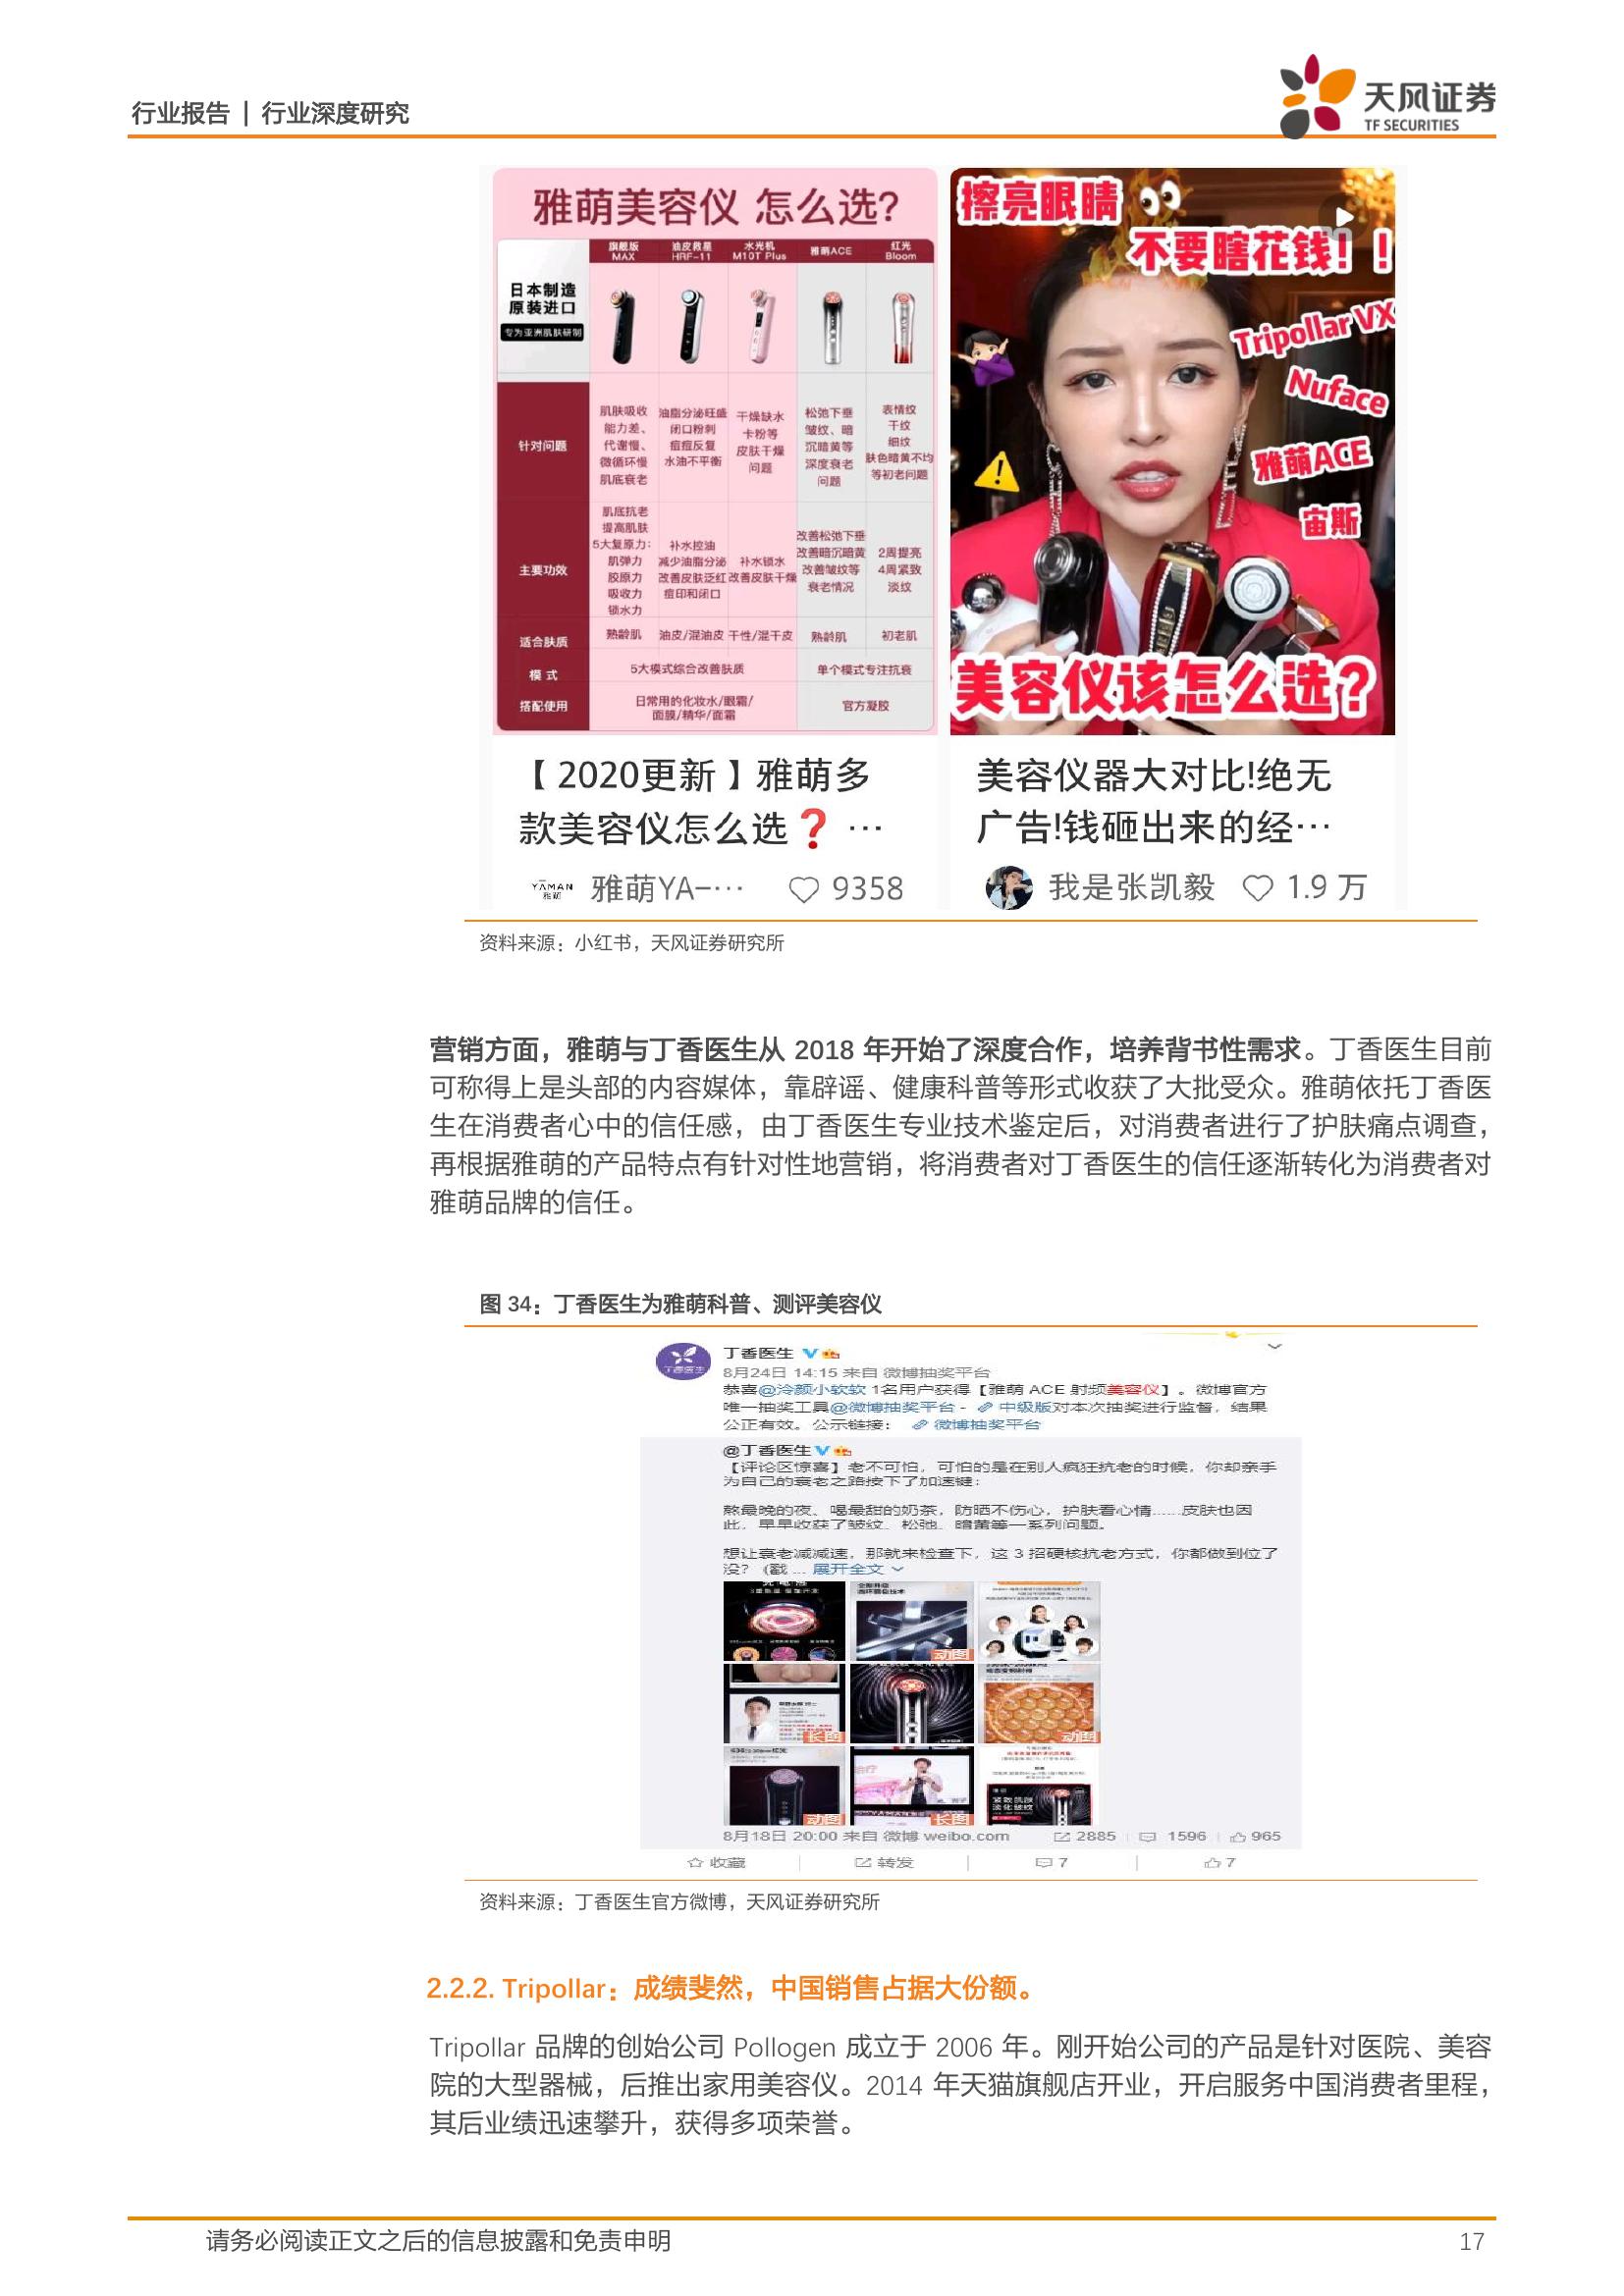 行业报告 | 行业深度研究
天风证券
TF SECURITIES
雅萌美容仪 怎么选?
旗舰版 MAX
油皮救星 HRF-11
水光机 M10T Plus
雅萌ACE
红光 Bloom
日本制造
原装进口
专为亚洲肌肤研制
针对问题
肌肤吸收
能力差、
代谢慢、
微循环慢
肌底衰老
油脂分泌旺盛
闭口粉刺
痘痘反复
水油不平衡
干燥缺水
卡粉等
皮肤干燥
问题
松弛下垂
皱纹、暗
沉暗黄等
深度衰老
问题
表情纹
干纹
细纹
肤色暗黄不均
等初老问题
主要功效
肌底抗老
提高肌肤
5大复原力：
肌弹力
胶原力
吸收力
锁水力
补水控油
减少油脂分泌
改善皮肤泛红
痘印和闭口
补水锁水
改善皮肤干燥
改善松弛下垂
改善暗沉暗黄
改善皱纹等
衰老情况
2周提亮
4周紧致
淡纹
适合肤质 熟龄肌 油皮/混油皮 干性/混干皮 熟龄肌 初老肌
模 式 5大模式综合改善肤质 单个模式专注抗衰
搭配使用
日常用的化妆水/眼霜/
面膜/精华/面霜
官方凝胶
【2020更新】雅萌多
款美容仪怎么选❓ …
YAMAN
雅萌
雅萌YA-… 9358
擦亮眼睛
不要瞎花钱！！
Tripollar VX
Nuface
雅萌ACE
宙斯
美容仪该怎么选？
美容仪器大对比!绝无
广告!钱砸出来的经…
我是张凯毅 1.9 万
资料来源：小红书，天风证券研究所
营销方面，雅萌与丁香医生从 2018 年开始了深度合作，培养背书性需求。丁香医生目前
可称得上是头部的内容媒体，靠辟谣、健康科普等形式收获了大批受众。雅萌依托丁香医
生在消费者心中的信任感，由丁香医生专业技术鉴定后，对消费者进行了护肤痛点调查，
再根据雅萌的产品特点有针对性地营销，将消费者对丁香医生的信任逐渐转化为消费者对
雅萌品牌的信任。
图 34：丁香医生为雅萌科普、测评美容仪
丁香医生
丁香医生
8月24日 14:15 来自 微博抽奖平台
恭喜@泠颜小软软 1名用户获得【雅萌 ACE 射频美容仪】。微博官方
唯一抽奖工具@微博抽奖平台 - 中级版对本次抽奖进行监督，结果
公正有效。公示链接： 微博抽奖平台
@丁香医生
【评论区惊喜】老不可怕，可怕的是在别人疯狂抗老的时候，你却亲手
为自己的衰老之路按下了加速键：
熬最晚的夜、喝最甜的奶茶，防晒不伤心，护肤看心情……皮肤也因
此，早早收获了皱纹、松弛、暗黄等一系列问题。
想让衰老减减速，那就来检查下，这 3 招硬核抗老方式，你都做到位了
没？（戳 ... 展开全文
动图
长图
动图
动图
长图
紧致肌肤
淡化皱纹
8月18日 20:00 来自 微博 weibo.com 2885 1596 965
收藏 转发 7 7
资料来源：丁香医生官方微博，天风证券研究所
2.2.2. Tripollar：成绩斐然，中国销售占据大份额。
Tripollar 品牌的创始公司 Pollogen 成立于 2006 年。刚开始公司的产品是针对医院、美容
院的大型器械，后推出家用美容仪。2014 年天猫旗舰店开业，开启服务中国消费者里程，
其后业绩迅速攀升，获得多项荣誉。
请务必阅读正文之后的信息披露和免责申明 17